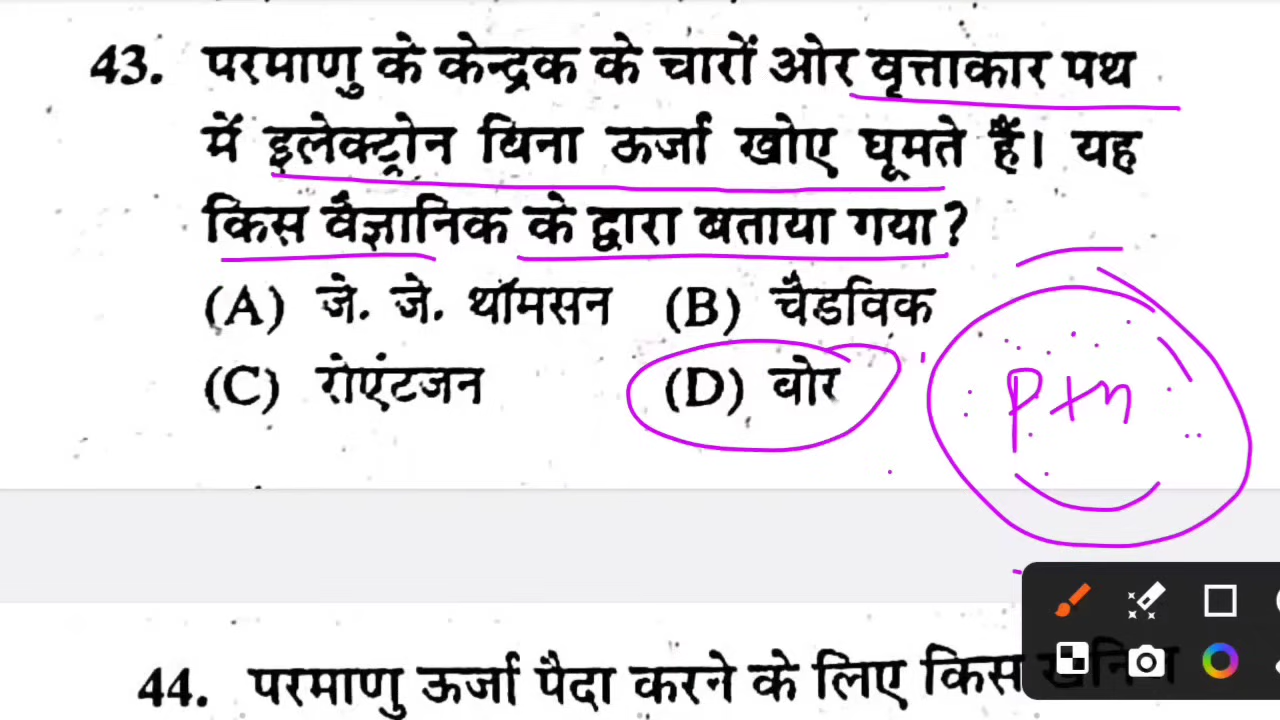 43. परमाणु के केन्द्रक के चारों ओर वृत्ताकार पथ
में इलेक्ट्रोन बिना ऊर्जा खोए घूमते हैं। यह
किस वैज्ञानिक के द्वारा बताया गया?
(A) जे. जे. थॉमसन (B) चैडविक
(C) रोएंटजन (D) बोर
P+n
44. परमाणु ऊर्जा पैदा करने के लिए किस